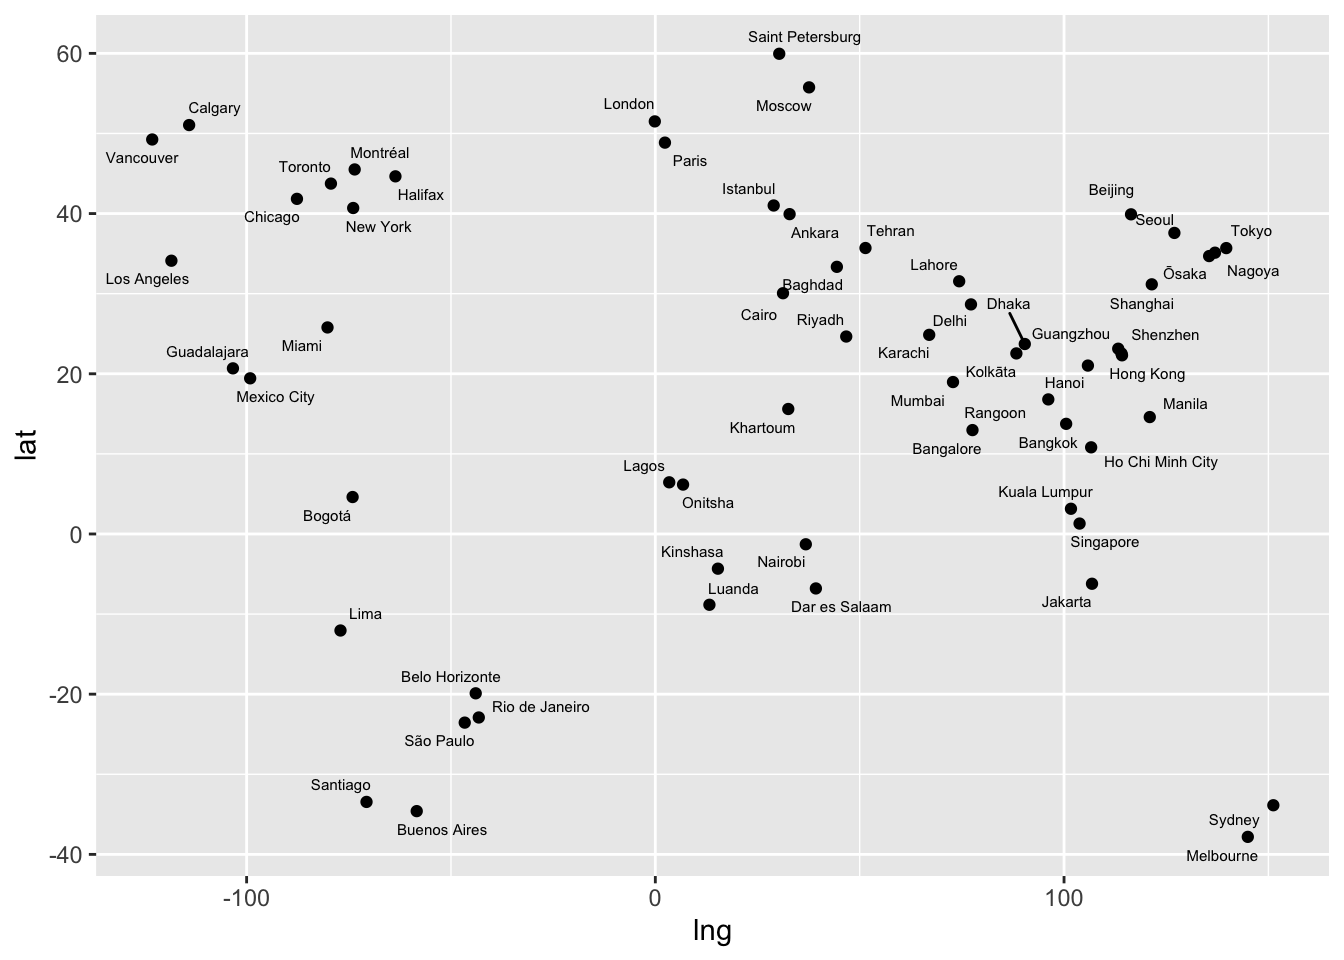 Saint Petersburg
60
Moscow
London
Calgary
Vancouver
Paris
Montréal
Toronto
Halifax
Chicago
New York
Istanbul
Beijing
40
Seoul
Ankara
Tehran
Tokyo
Lahore
Nagoya
Ōsaka
Los Angeles
Baghdad
Shanghai
Dhaka
Cairo
Riyadh
Delhi
Guangzhou
Shenzhen
Miami
Guadalajara
Karachi
20
Kolkāta
Hong Kong
Hanoi
Mexico City
Mumbai
Manila
Rangoon
Khartoum
Bangalore
Bangkok
Ho Chi Minh City
lat
Lagos
Kuala Lumpur
Onitsha
Bogotá
0
Singapore
Kinshasa
Nairobi
Luanda
Jakarta
Dar es Salaam
Lima
Belo Horizonte
-20
Rio de Janeiro
São Paulo
Santiago
Sydney
Buenos Aires
-40
Melbourne
-100
0
100
lng